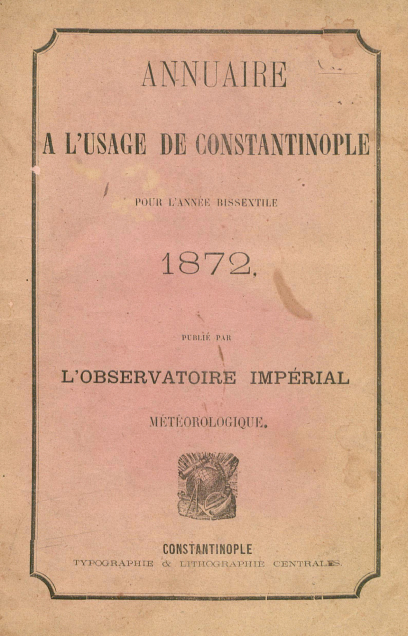 ANNUAIRE
A L'USAGE DE CONSTANTINOPLE
POUR L'ANNÉE BISSEXTILE
1872.
PUBLIÉ PAR
L'OBSERVATOIRE IMPÉRIAL
MÉTÉOROLOGIQUE.
CONSTANTINOPLE
TYPOGRAPHIE & LITHOGRAPHIE CENTRALES.